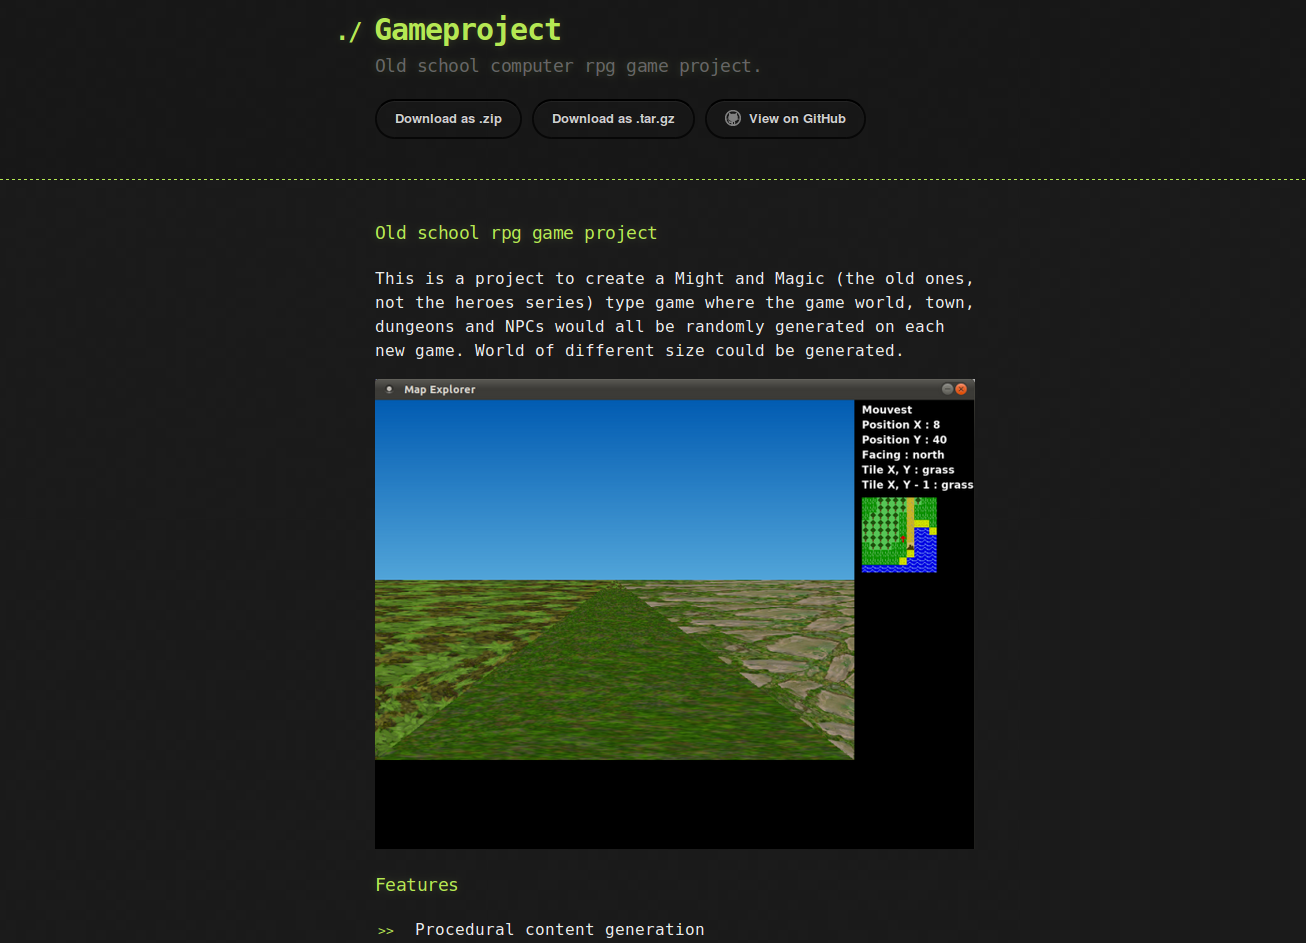 ./ Gameproject
Old school computer rpg game project.
Download as .zip
Download as .tar.gz
View on GitHub
Old school rpg game project
This is a project to create a Might and Magic (the old ones,
not the heroes series) type game where the game world, town,
dungeons and NPCs would all be randomly generated on each
new game. World of different size could be generated.
Map Explorer
Mouvest
Position X : 8
Position Y : 40
Facing : north
Tile X, Y : grass
Tile X, Y - 1 : grass
Features
>> Procedural content generation